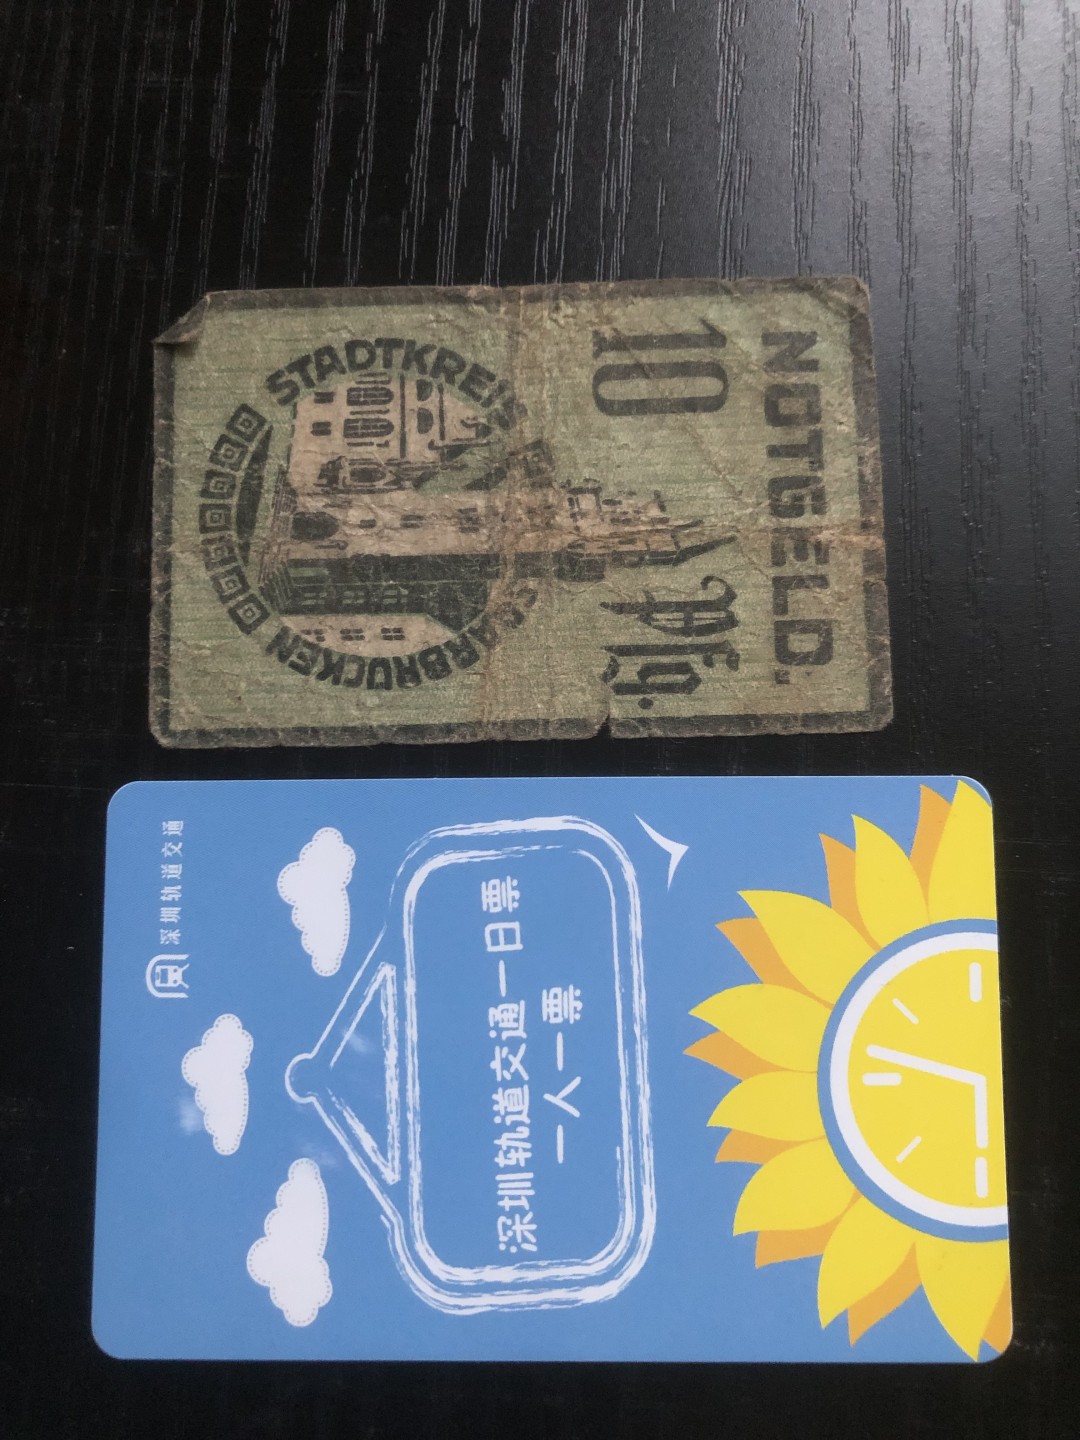 NOTGELD.
10
Pfg.
STADTKREIS
SAARBRÜCKEN
深圳轨道交通
深圳轨道交通一日票
一人一票